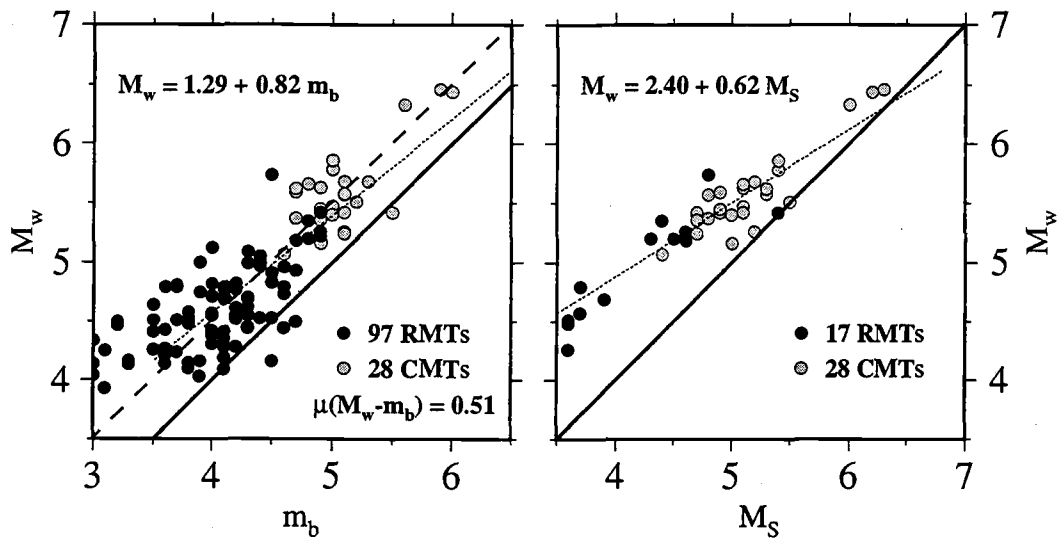 7
6
5
4
M_w
M_w = 1.29 + 0.82 m_b
97 RMTs
28 CMTs
μ(M_w-m_b) = 0.51
3 4 5 6
m_b
M_w = 2.40 + 0.62 M_S
17 RMTs
28 CMTs
4 5 6 7
M_S
7
6
5
4
M_w